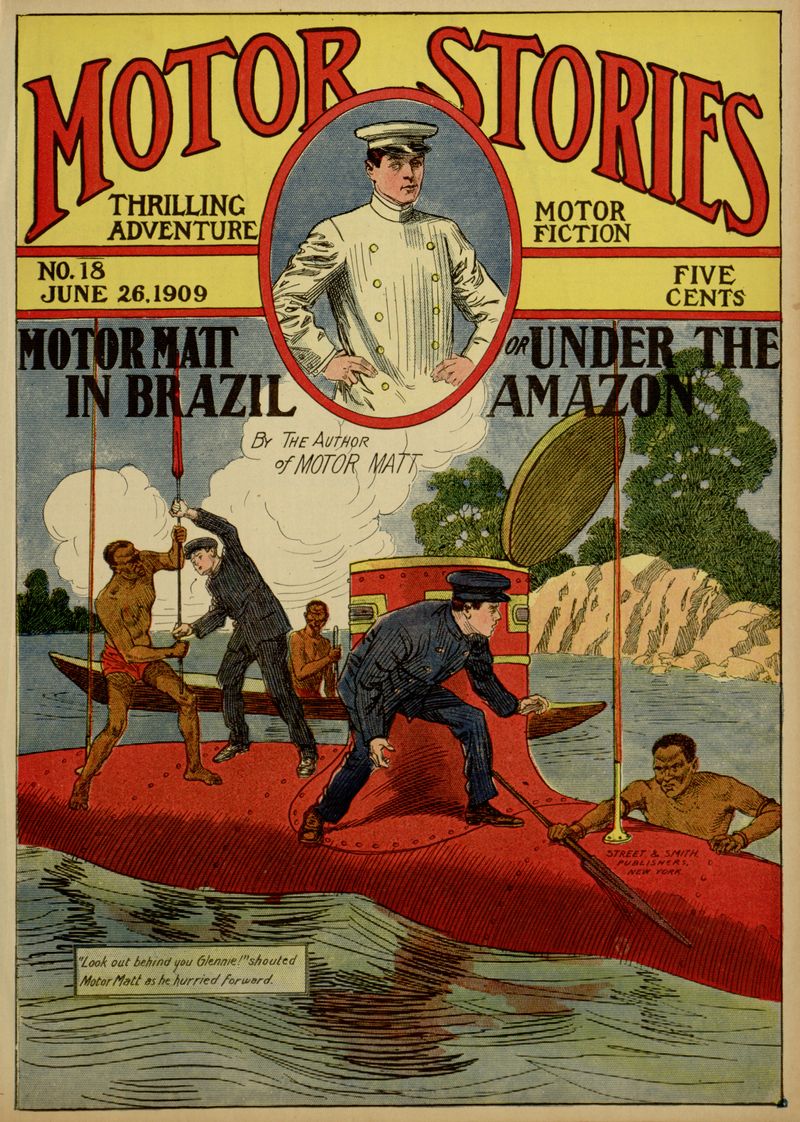 MOTOR STORIES
THRILLING
ADVENTURE
MOTOR
FICTION
NO. 18
JUNE 26, 1909
FIVE
CENTS
MOTOR MATT
IN BRAZIL
OR UNDER THE
AMAZON
BY THE AUTHOR
of MOTOR MATT
STREET & SMITH,
PUBLISHERS,
NEW YORK.
"Look out behind you Glennie!" shouted
Motor Matt as he hurried forward.